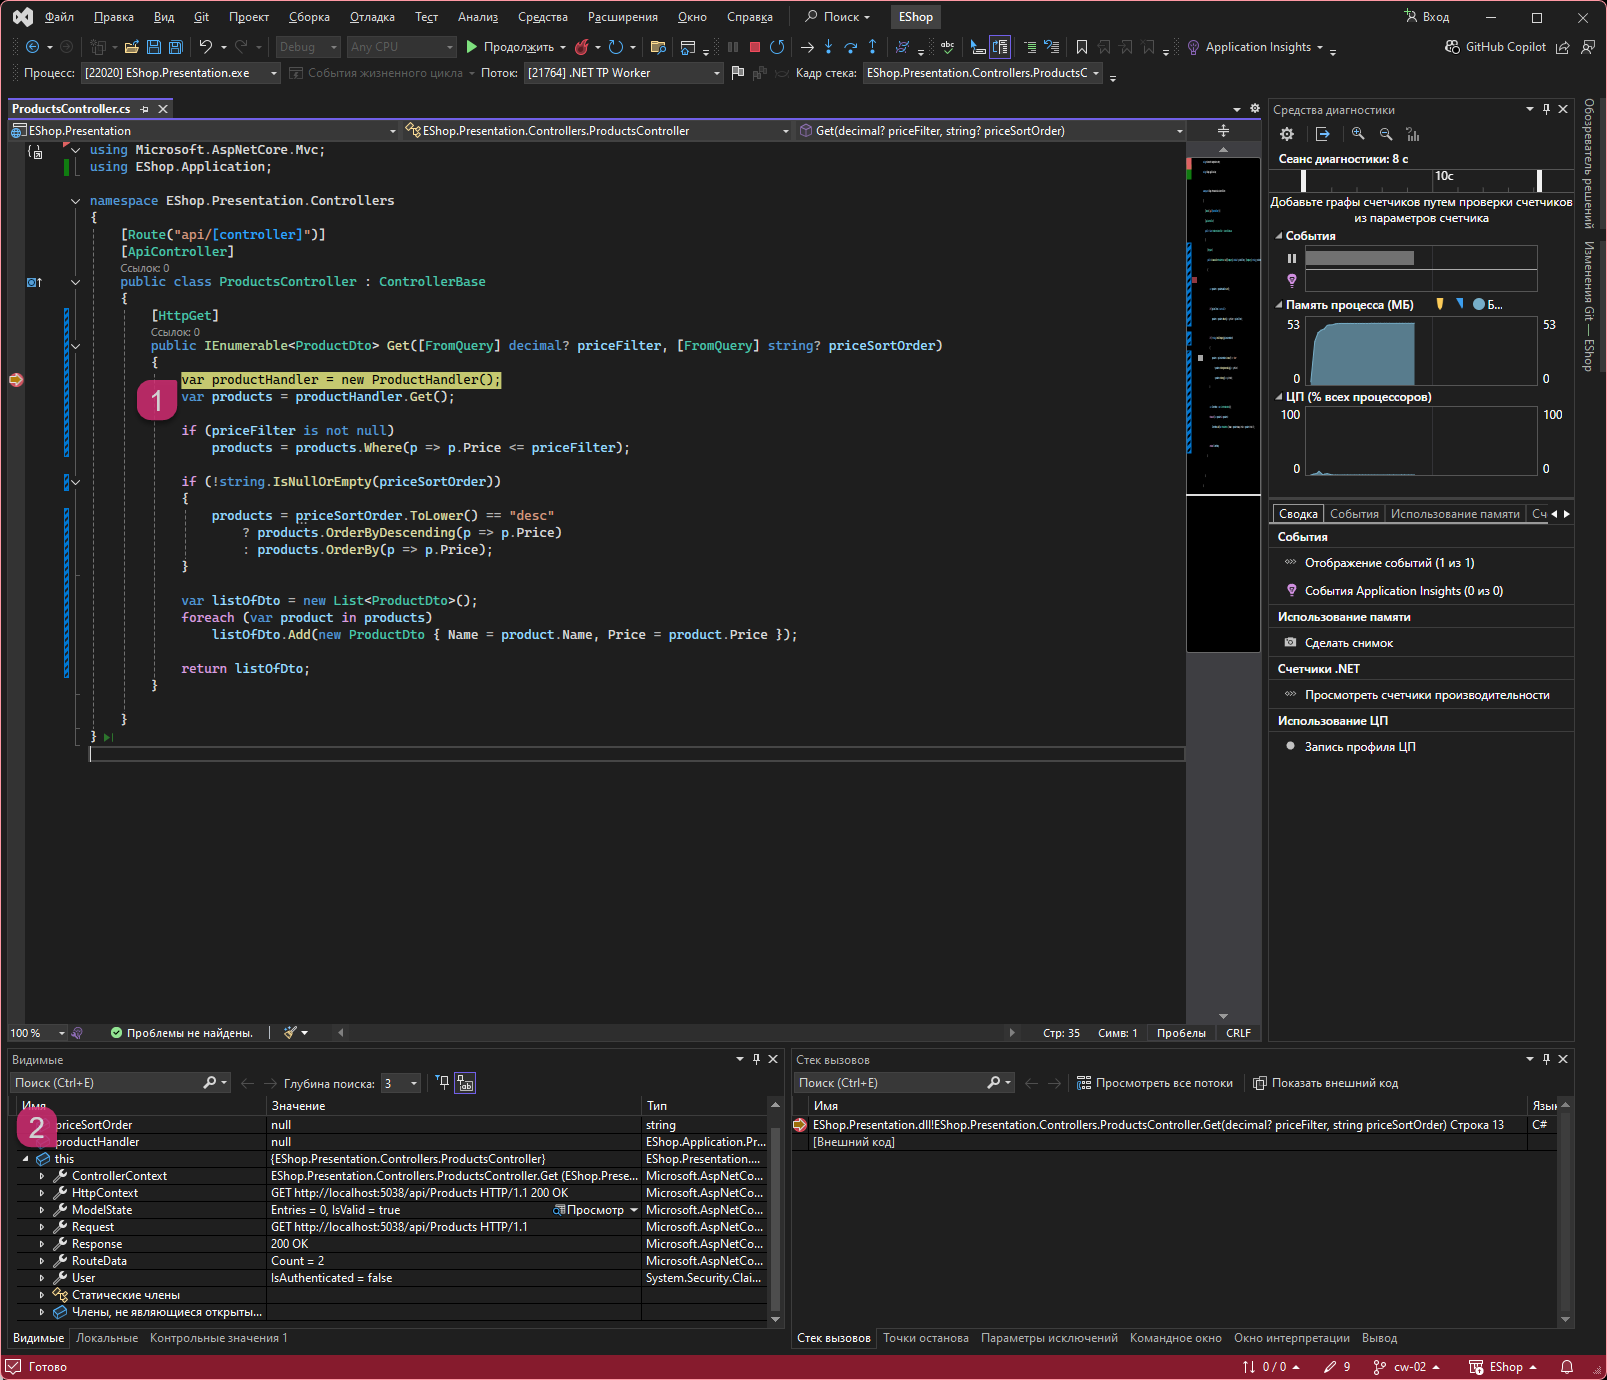 Файл Правка Вид Git Проект Сборка Отладка Тест Анализ Средства Расширения Окно Справка Поиск EShop Вход
Debug Any CPU Продолжить Application Insights GitHub Copilot
Процесс: [22020] EShop.Presentation.exe События жизненного цикла Поток: [21764] .NET TP Worker Кадр стека: EShop.Presentation.Controllers.ProductsC
ProductsController.cs
EShop.Presentation EShop.Presentation.Controllers.ProductsController Get(decimal? priceFilter, string? priceSortOrder)
using Microsoft.AspNetCore.Mvc;
using EShop.Application;
namespace EShop.Presentation.Controllers
{
[Route("api/[controller]")]
[ApiController]
Ссылок: 0
public class ProductsController : ControllerBase
{
[HttpGet]
Ссылок: 0
public IEnumerable<ProductDto> Get([FromQuery] decimal? priceFilter, [FromQuery] string? priceSortOrder)
{
var productHandler = new ProductHandler();
1
var products = productHandler.Get();
if (priceFilter is not null)
products = products.Where(p => p.Price <= priceFilter);
if (!string.IsNullOrEmpty(priceSortOrder))
{
products = priceSortOrder.ToLower() == "desc"
? products.OrderByDescending(p => p.Price)
: products.OrderBy(p => p.Price);
}
var listOfDto = new List<ProductDto>();
foreach (var product in products)
listOfDto.Add(new ProductDto { Name = product.Name, Price = product.Price });
return listOfDto;
}
}
}
100 % Проблемы не найдены. Стр: 35 Симв: 1 Пробелы CRLF
Средства диагностики
Сеанс диагностики: 8 с
10с
Добавьте графы счетчиков путем проверки счетчиков
из параметров счетчика
События
Память процесса (МБ) Б...
53 53
0 0
ЦП (% всех процессоров)
100 100
0 0
Сводка События Использование памяти Сч
События
Отображение событий (1 из 1)
События Application Insights (0 из 0)
Использование памяти
Сделать снимок
Счетчики .NET
Просмотреть счетчики производительности
Использование ЦП
Запись профиля ЦП
Обозреватель решений
Изменения Git — EShop
Видимые
Поиск (Ctrl+E) Глубина поиска: 3
Имя Значение Тип
2
priceSortOrder null string
productHandler null EShop.Application.Pr...
this {EShop.Presentation.Controllers.ProductsController} EShop.Presentation....
ControllerContext EShop.Presentation.Controllers.ProductsController.Get (EShop.Prese... Microsoft.AspNetCo...
HttpContext GET http://localhost:5038/api/Products HTTP/1.1 200 OK Microsoft.AspNetCo...
ModelState Entries = 0, IsValid = true Просмотр Microsoft.AspNetCo...
Request GET http://localhost:5038/api/Products HTTP/1.1 Microsoft.AspNetCo...
Response 200 OK Microsoft.AspNetCo...
RouteData Count = 2 Microsoft.AspNetCo...
User IsAuthenticated = false System.Security.Clai...
Статические члены
Члены, не являющиеся открыты...
Видимые Локальные Контрольные значения 1
Стек вызовов
Поиск (Ctrl+E) Просмотреть все потоки Показать внешний код
Имя Язык
EShop.Presentation.dll!EShop.Presentation.Controllers.ProductsController.Get(decimal? priceFilter, string priceSortOrder) Строка 13 C#
[Внешний код]
Стек вызовов Точки останова Параметры исключений Командное окно Окно интерпретации Вывод
Готово 0 / 0 9 cw-02 EShop